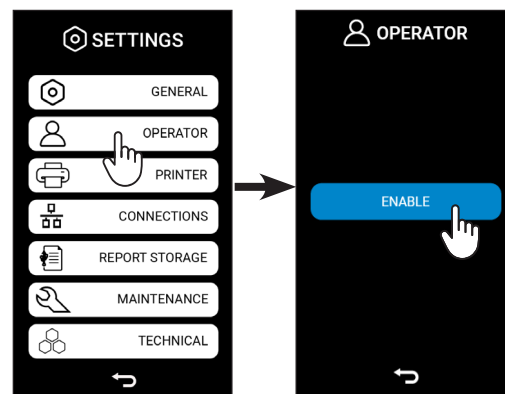 SETTINGS
GENERAL
OPERATOR
PRINTER
CONNECTIONS
REPORT STORAGE
MAINTENANCE
TECHNICAL
OPERATOR
ENABLE